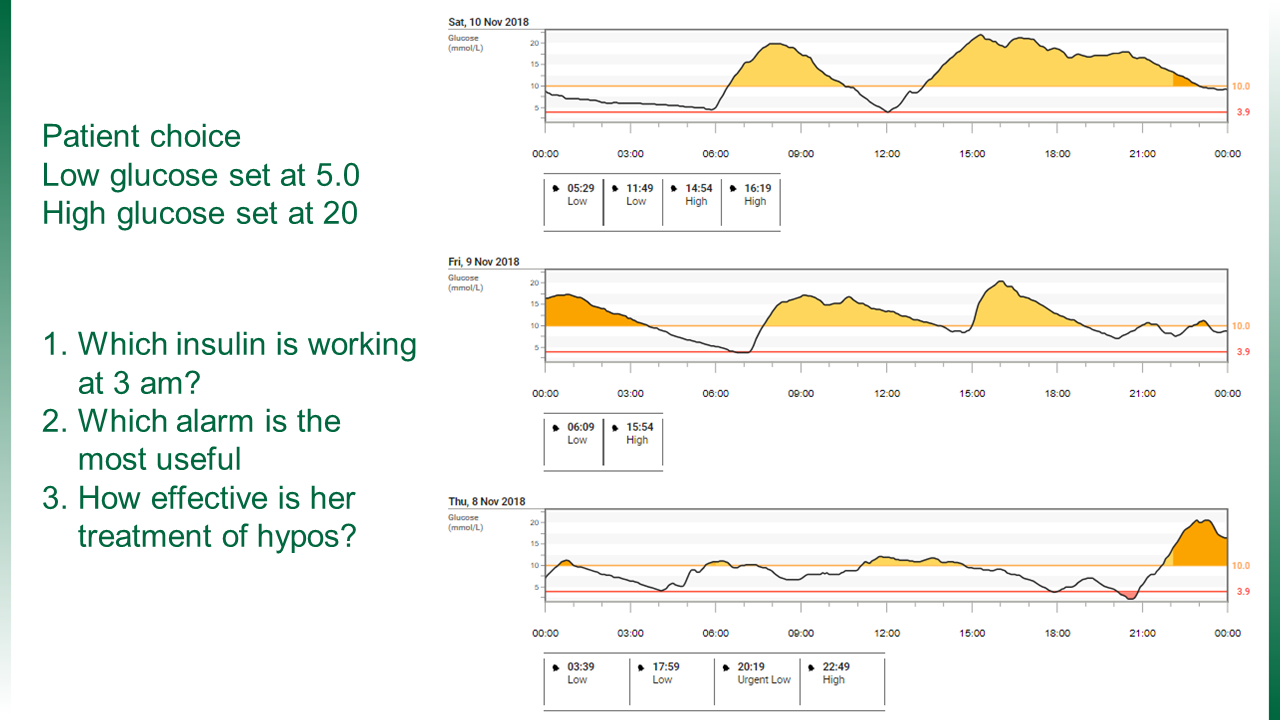 Patient choice
Low glucose set at 5.0
High glucose set at 20
1. Which insulin is working
at 3 am?
2. Which alarm is the
most useful
3. How effective is her
treatment of hypos?
Sat, 10 Nov 2018
Glucose
(mmol/L)
20
15
10
5
10.0
3.9
00:00 03:00 06:00 09:00 12:00 15:00 18:00 21:00 00:00
05:29 11:49 14:54 16:19
Low Low High High
Fri, 9 Nov 2018
Glucose
(mmol/L)
20
15
10
5
10.0
3.9
00:00 03:00 06:00 09:00 12:00 15:00 18:00 21:00 00:00
06:09 15:54
Low High
Thu, 8 Nov 2018
Glucose
(mmol/L)
20
15
10
5
10.0
3.9
00:00 03:00 06:00 09:00 12:00 15:00 18:00 21:00 00:00
03:39 17:59 20:19 22:49
Low Low Urgent Low High